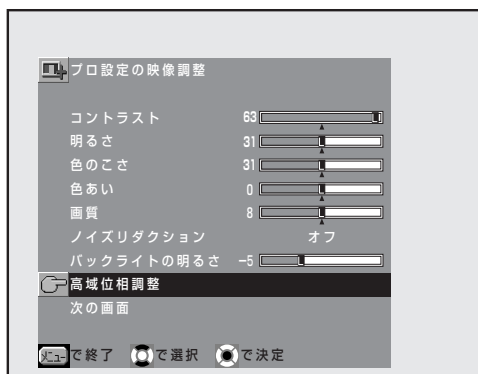 プロ設定の映像調整
コントラスト 63
明るさ 31
色のこさ 31
色あい 0
画質 8
ノイズリダクション オフ
バックライトの明るさ −5
高域位相調整
次の画面
メニューで終了 で選択 で決定